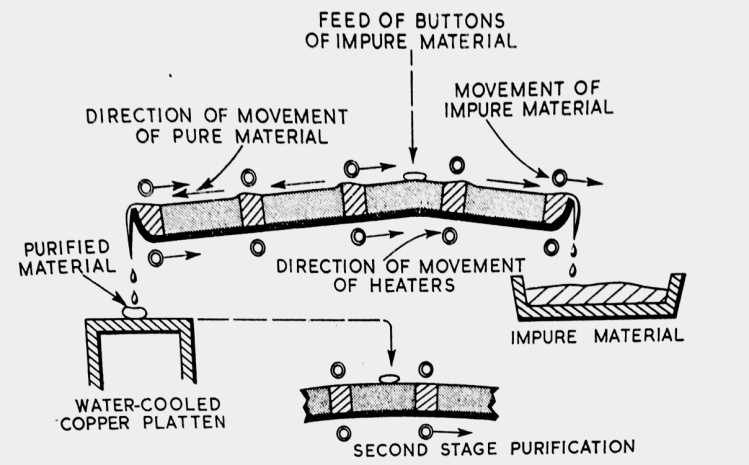 FEED OF BUTTONS
OF IMPURE MATERIAL
MOVEMENT OF
IMPURE MATERIAL
DIRECTION OF MOVEMENT
OF PURE MATERIAL
PURIFIED
MATERIAL
DIRECTION OF MOVEMENT
OF HEATERS
IMPURE MATERIAL
WATER-COOLED
COPPER PLATTEN
SECOND STAGE PURIFICATION